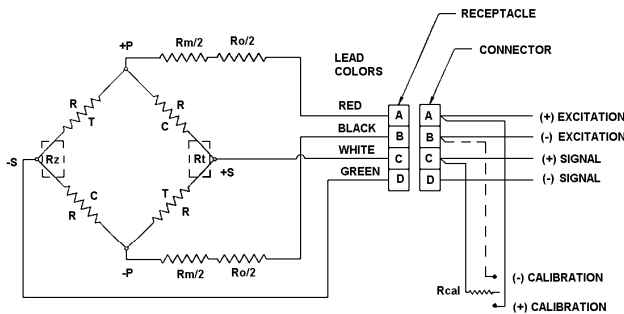 RECEPTACLE
+P
Rm/2 Ro/2
CONNECTOR
LEAD
COLORS
R
T
R
C
RED
A A
(+) EXCITATION
BLACK
B B
(-) EXCITATION
-S
Rz
Rt
+S
WHITE
C C
(+) SIGNAL
GREEN
D D
(-) SIGNAL
C
R
T
R
-P
Rm/2 Ro/2
(-) CALIBRATION
Rcal
(+) CALIBRATION